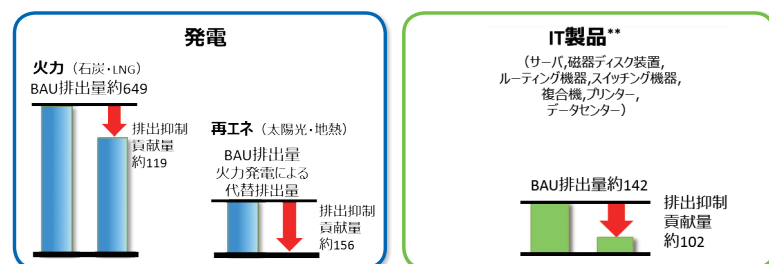 発電
火力（石炭・LNG）
BAU排出量約649
排出抑制
貢献量
約119
再エネ（太陽光・地熱）
BAU排出量
火力発電による
代替排出量
排出抑制
貢献量
約156
IT製品**
（サーバ,磁器ディスク装置,
ルーティング機器,スイッチング機器,
複合機,プリンター,
データセンター）
BAU排出量約142
排出抑制
貢献量
約102